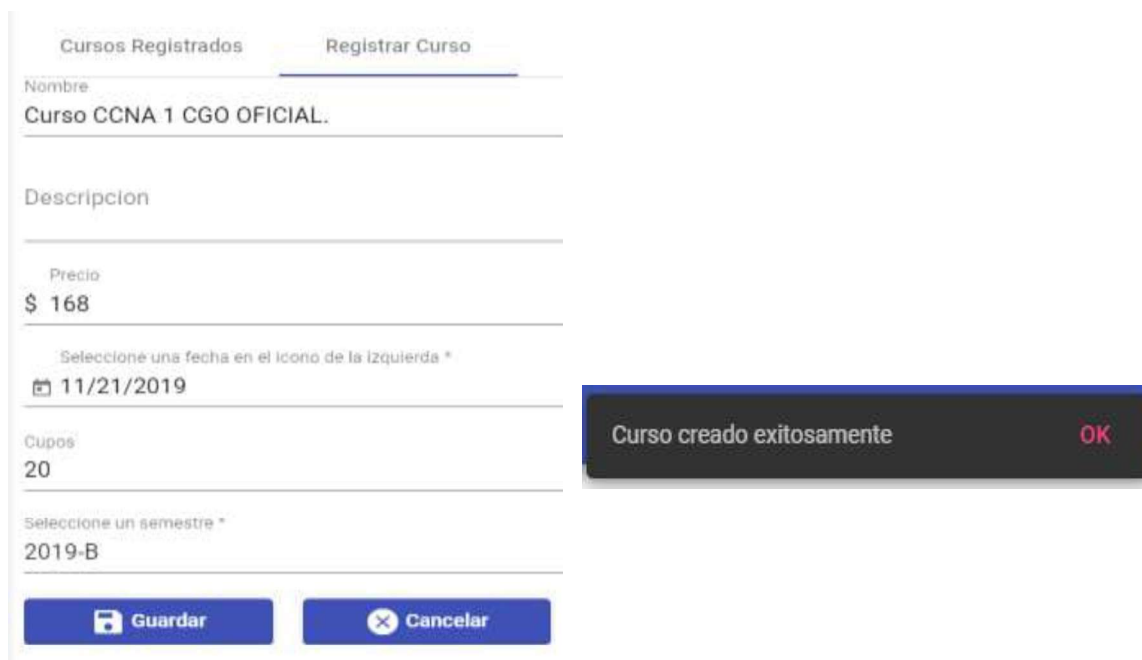 Cursos Registrados Registrar Curso
Nombre
Curso CCNA 1 CGO OFICIAL.
Descripcion
Precio
$ 168
Seleccione una fecha en el icono de la izquierda *
11/21/2019
Cupos
20
Seleccione un semestre *
2019-B
Guardar Cancelar
Curso creado exitosamente OK